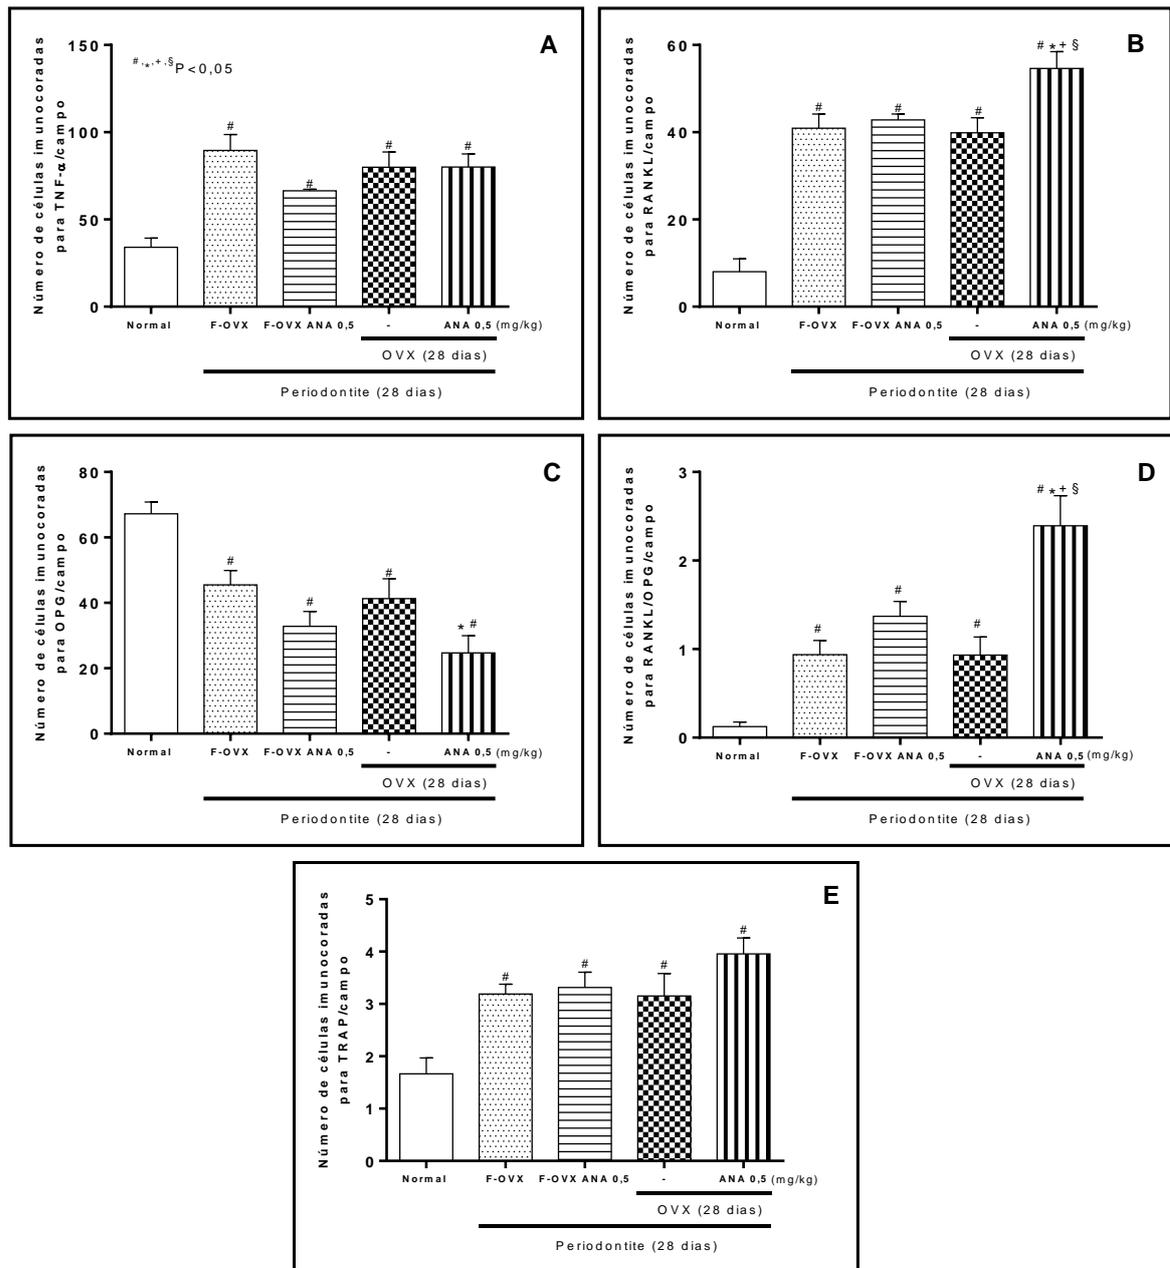 A
Número de células imunocoradas
para TNF-α/campo
#,*,+,§P<0,05
150
100
50
0
#
#
#
#
Normal F-OVX F-OVX ANA 0,5 - ANA 0,5 (mg/kg)
OVX (28 dias)
Periodontite (28 dias)
B
Número de células imunocoradas
para RANKL/campo
60
40
20
0
#
#
#
# * + §
Normal F-OVX F-OVX ANA 0,5 - ANA 0,5 (mg/kg)
OVX (28 dias)
Periodontite (28 dias)
C
Número de células imunocoradas
para OPG/campo
80
60
40
20
0
#
#
#
* #
Normal F-OVX F-OVX ANA 0,5 - ANA 0,5 (mg/kg)
OVX (28 dias)
Periodontite (28 dias)
D
Número de células imunocoradas
para RANKL/OPG/campo
3
2
1
0
#
#
#
# * + §
Normal F-OVX F-OVX ANA 0,5 - ANA 0,5 (mg/kg)
OVX (28 dias)
Periodontite (28 dias)
E
Número de células imunocoradas
para TRAP/campo
5
4
3
2
1
0
#
#
#
#
Normal F-OVX F-OVX ANA 0,5 - ANA 0,5 (mg/kg)
OVX (28 dias)
Periodontite (28 dias)